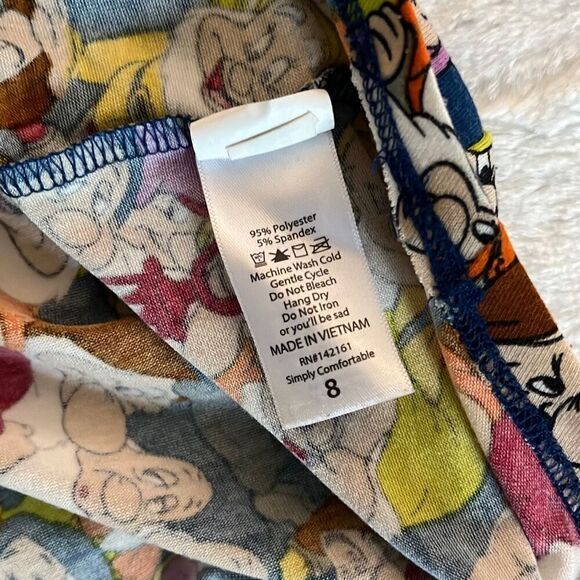 95% Polyester
5% Spandex
Machine Wash Cold
Gentle Cycle
Do Not Bleach
Hang Dry
Do Not Iron
or you'll be sad
MADE IN VIETNAM
RN#142161
Simply Comfortable
8